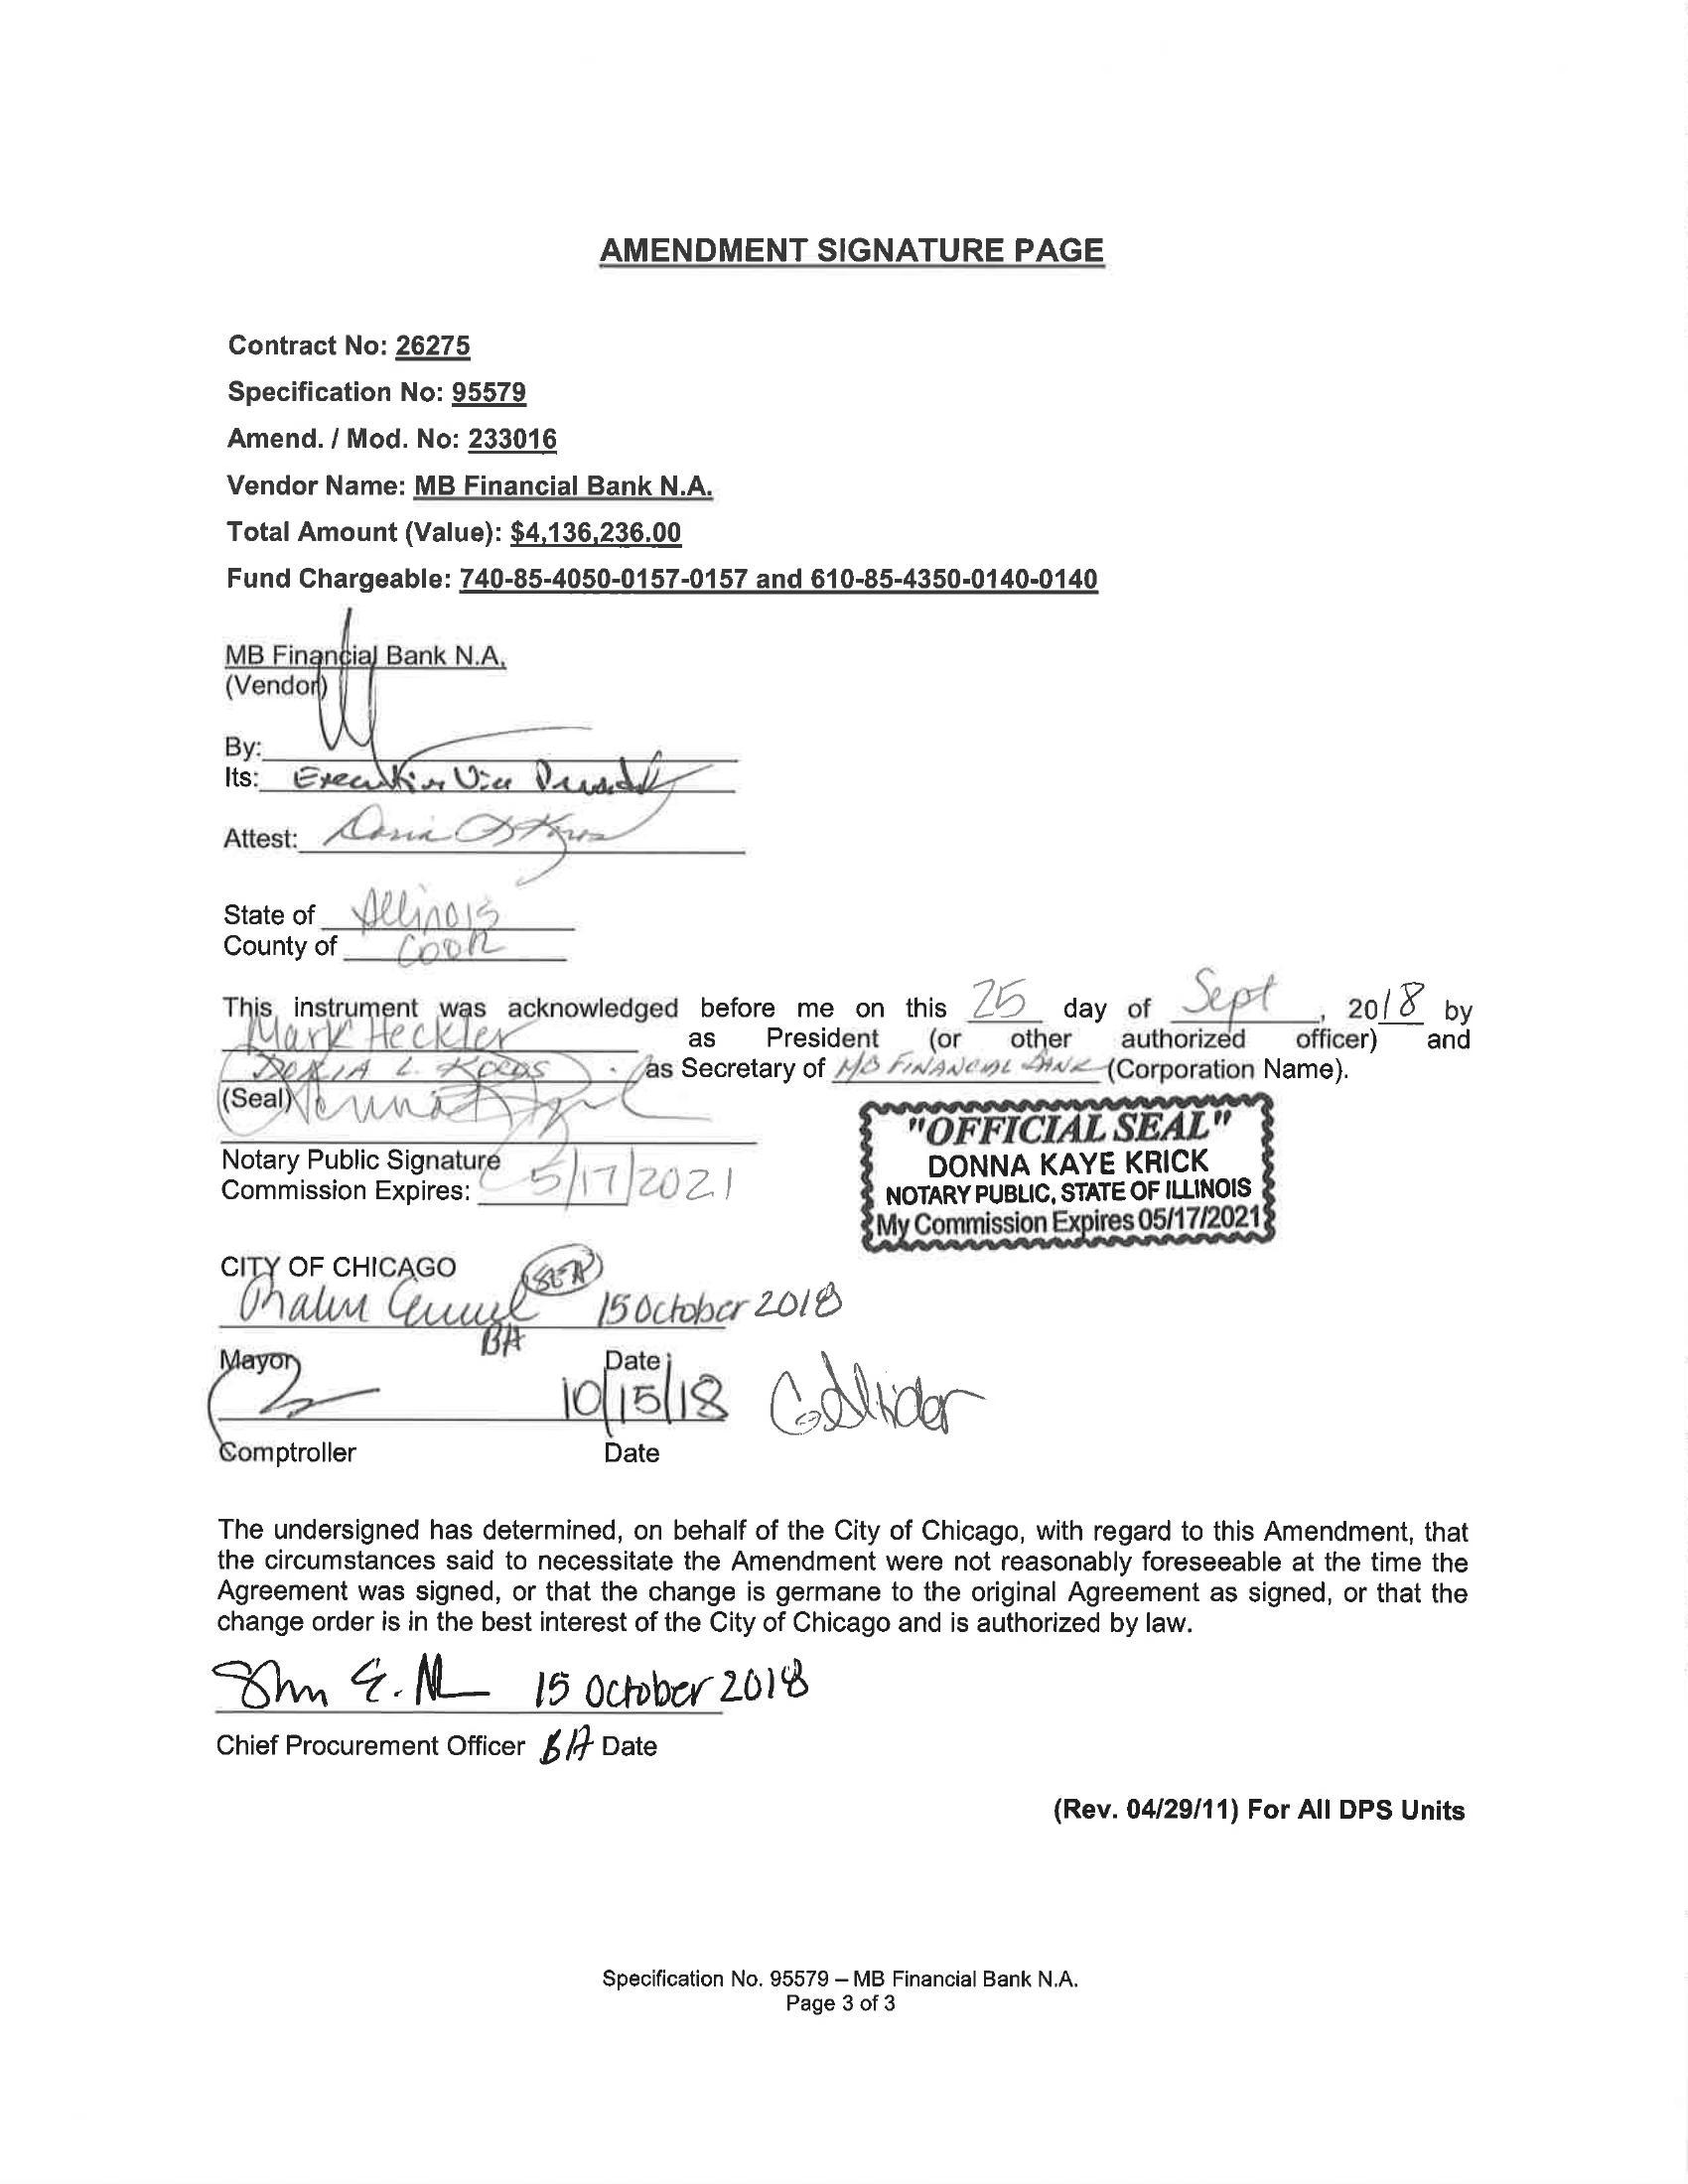 AMENDMENT SIGNATURE PAGE
Contract No: 26275
Specification No: 95579
Amend. / Mod. No: 233016
Vendor Name: MB Financial Bank N.A.
Total Amount (Value): $4,136,236.00
Fund Chargeable: 740-85-4050-0157-0157 and 610-85-4350-0140-0140
MB Financial Bank N.A.
(Vendor)
By:
Its: Executive Vice President
Attest:
State of Illinois
County of Cook
This instrument was acknowledged before me on this 25 day of Sept, 2018 by
Mark Heckler as President (or other authorized officer) and
L. as Secretary of MB FINANCIAL BANK (Corporation Name).
(Seal)
"OFFICIAL SEAL"
DONNA KAYE KRICK
NOTARY PUBLIC, STATE OF ILLINOIS
My Commission Expires 05/17/2021
Notary Public Signature
Commission Expires: 5/17/2021
CITY OF CHICAGO
15 October 2018
BA
Mayor Date
10/15/18
Comptroller Date
The undersigned has determined, on behalf of the City of Chicago, with regard to this Amendment, that
the circumstances said to necessitate the Amendment were not reasonably foreseeable at the time the
Agreement was signed, or that the change is germane to the original Agreement as signed, or that the
change order is in the best interest of the City of Chicago and is authorized by law.
15 October 2018
Chief Procurement Officer BA Date
(Rev. 04/29/11) For All DPS Units
Specification No. 95579 – MB Financial Bank N.A.
Page 3 of 3